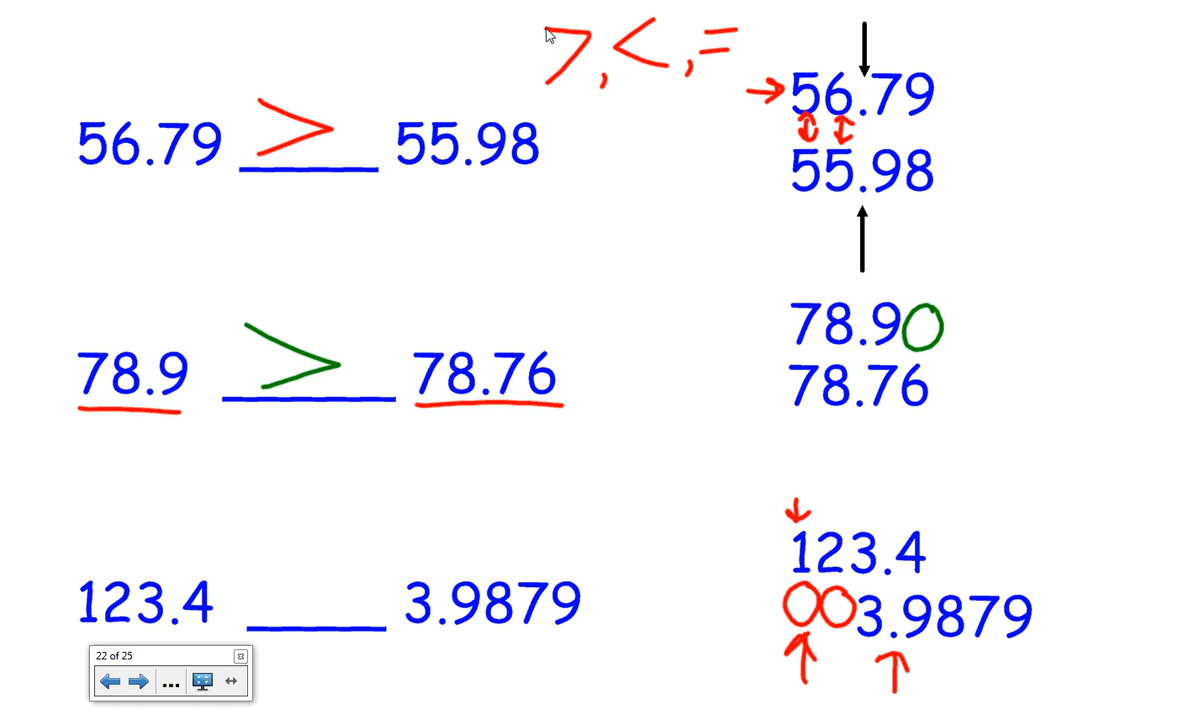 >, <, =
56.79 > 55.98
56.79
55.98
78.9 > 78.76
78.90
78.76
123.4 ____ 3.9879
123.4
003.9879
22 of 25
...